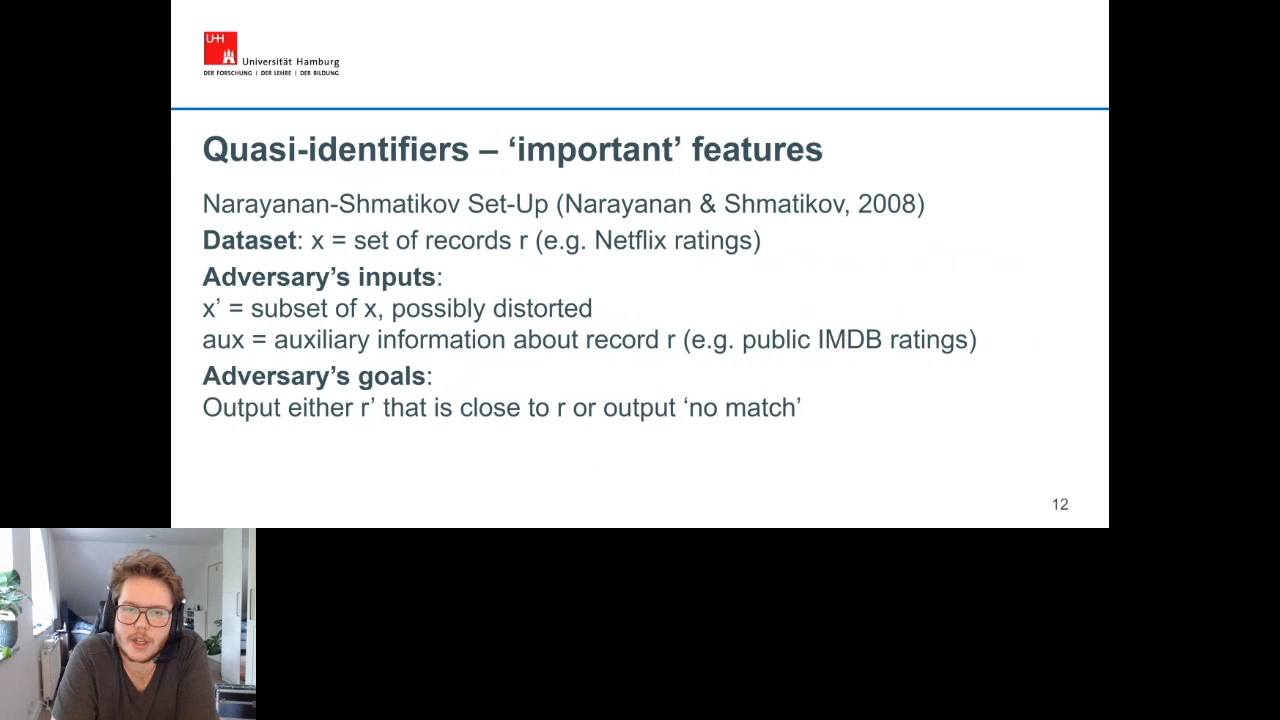 UHH
Universität Hamburg
DER FORSCHUNG | DER LEHRE | DER BILDUNG
Quasi-identifiers – ‘important’ features
Narayanan-Shmatikov Set-Up (Narayanan & Shmatikov, 2008)
Dataset: x = set of records r (e.g. Netflix ratings)
Adversary’s inputs:
x’ = subset of x, possibly distorted
aux = auxiliary information about record r (e.g. public IMDB ratings)
Adversary’s goals:
Output either r’ that is close to r or output ‘no match’
12